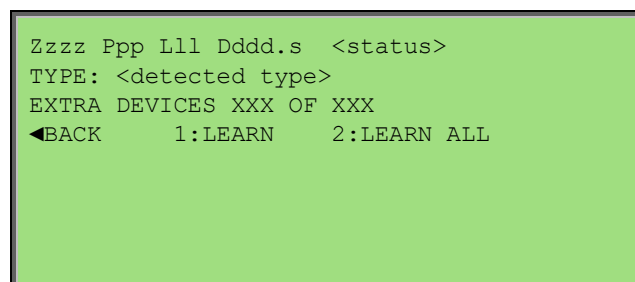 Zzzz Ppp Lll Dddd.s <status>
TYPE: <detected type>
EXTRA DEVICES XXX OF XXX
◄BACK 1:LEARN 2:LEARN ALL